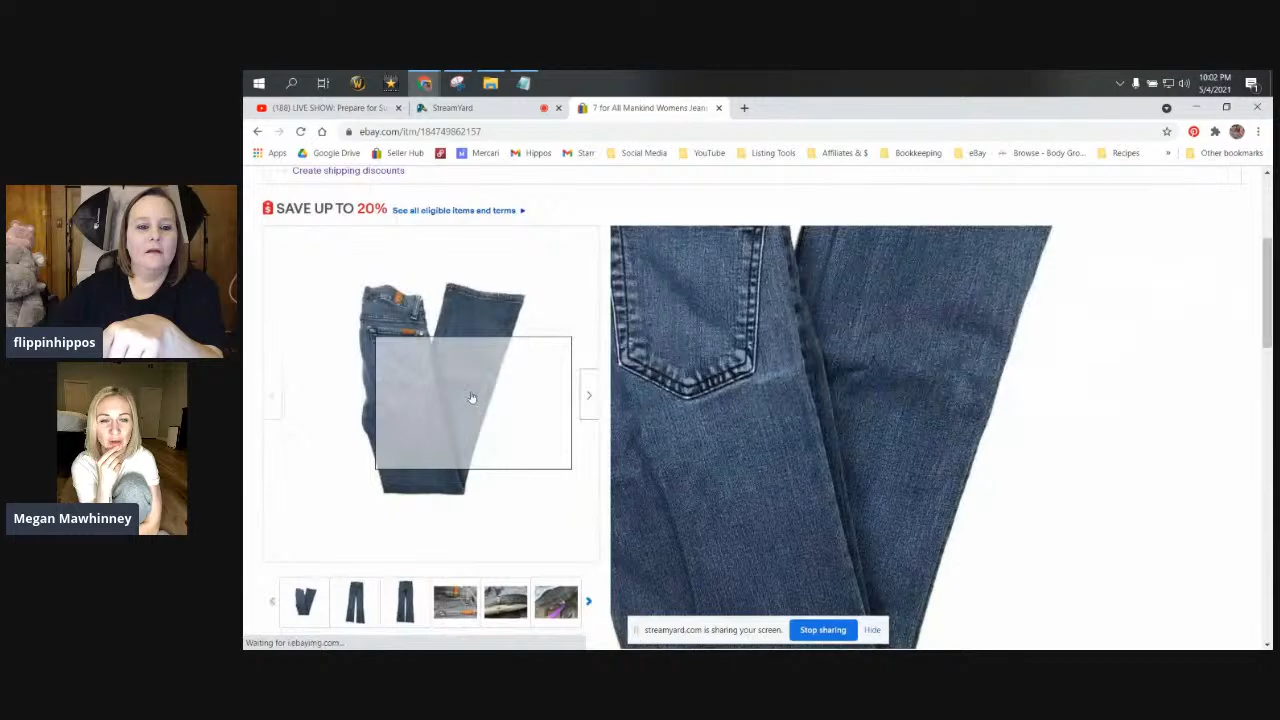 10:02 PM
5/4/2021
(188) LIVE SHOW: Prepare for Su
StreamYard
7 for All Mankind Womens Jean
ebay.com/itm/184749862157
Apps
Google Drive
Seller Hub
Mercari
Hippos
Starr
Social Media
YouTube
Listing Tools
Affiliates & $
Bookkeeping
eBay
Browse - Body Gro...
Recipes
»
Other bookmarks
Create shipping discounts
SAVE UP TO 20% See all eligible items and terms
flippinhippos
Megan Mawhinney
streamyard.com is sharing your screen.
Stop sharing
Hide
Waiting for i.ebayimg.com...